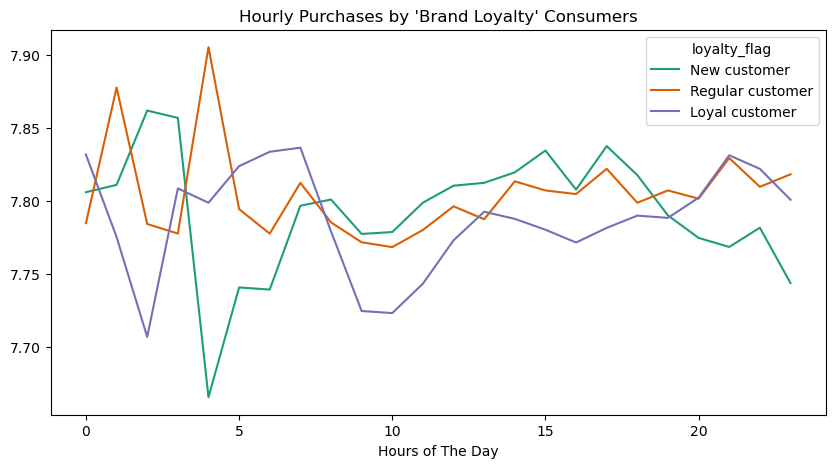 Hourly Purchases by 'Brand Loyalty' Consumers
loyalty_flag
New customer
Regular customer
Loyal customer
7.90
7.85
7.80
7.75
7.70
0 5 10 15 20
Hours of The Day